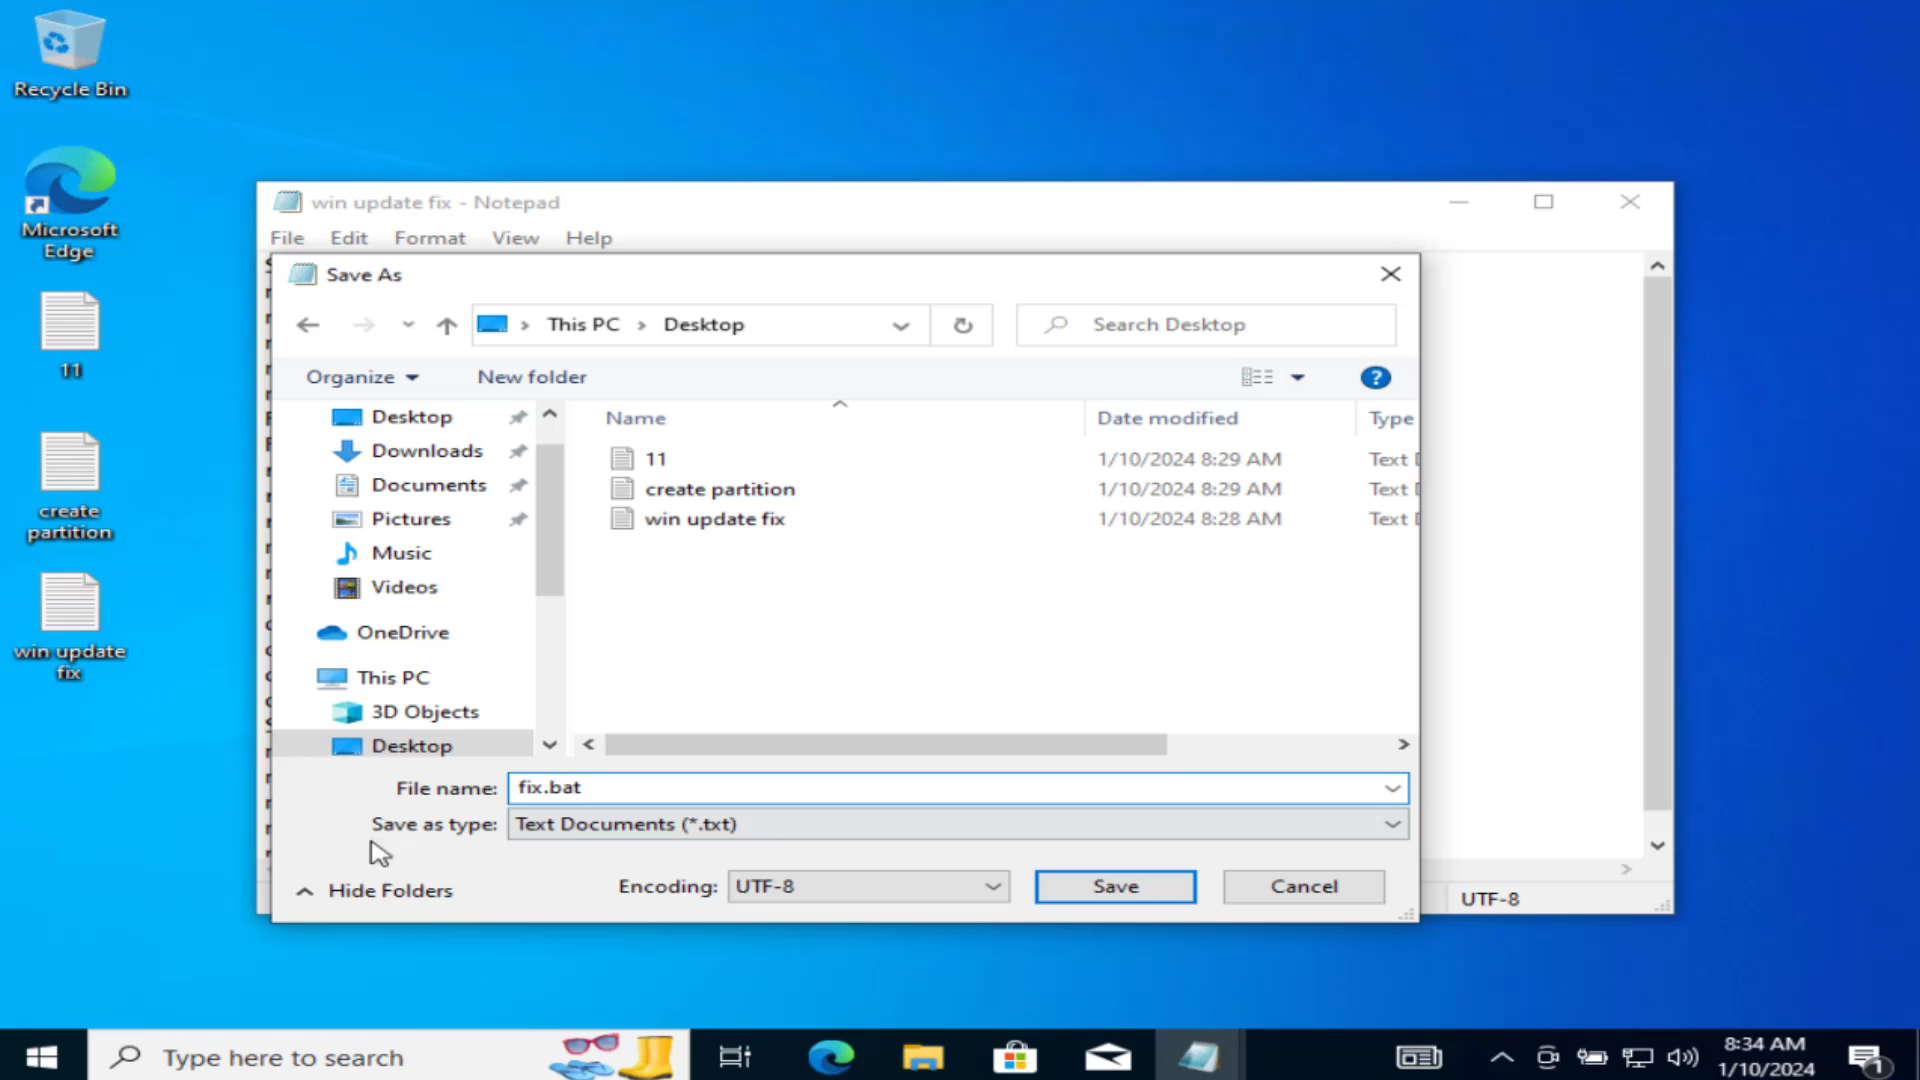 Recycle Bin
Microsoft
Edge
11
create
partition
win update
fix
win update fix - Notepad
File Edit Format View Help
Save As
This PC > Desktop
Search Desktop
Organize New folder
?
Desktop
Downloads
Documents
Pictures
Music
Videos
OneDrive
This PC
3D Objects
Desktop
Name Date modified Type
11 1/10/2024 8:29 AM Text
create partition 1/10/2024 8:29 AM Text
win update fix 1/10/2024 8:28 AM Text
File name: fix.bat
Save as type: Text Documents (*.txt)
Hide Folders
Encoding: UTF-8
Save
Cancel
UTF-8
Type here to search
8:34 AM
1/10/2024
1